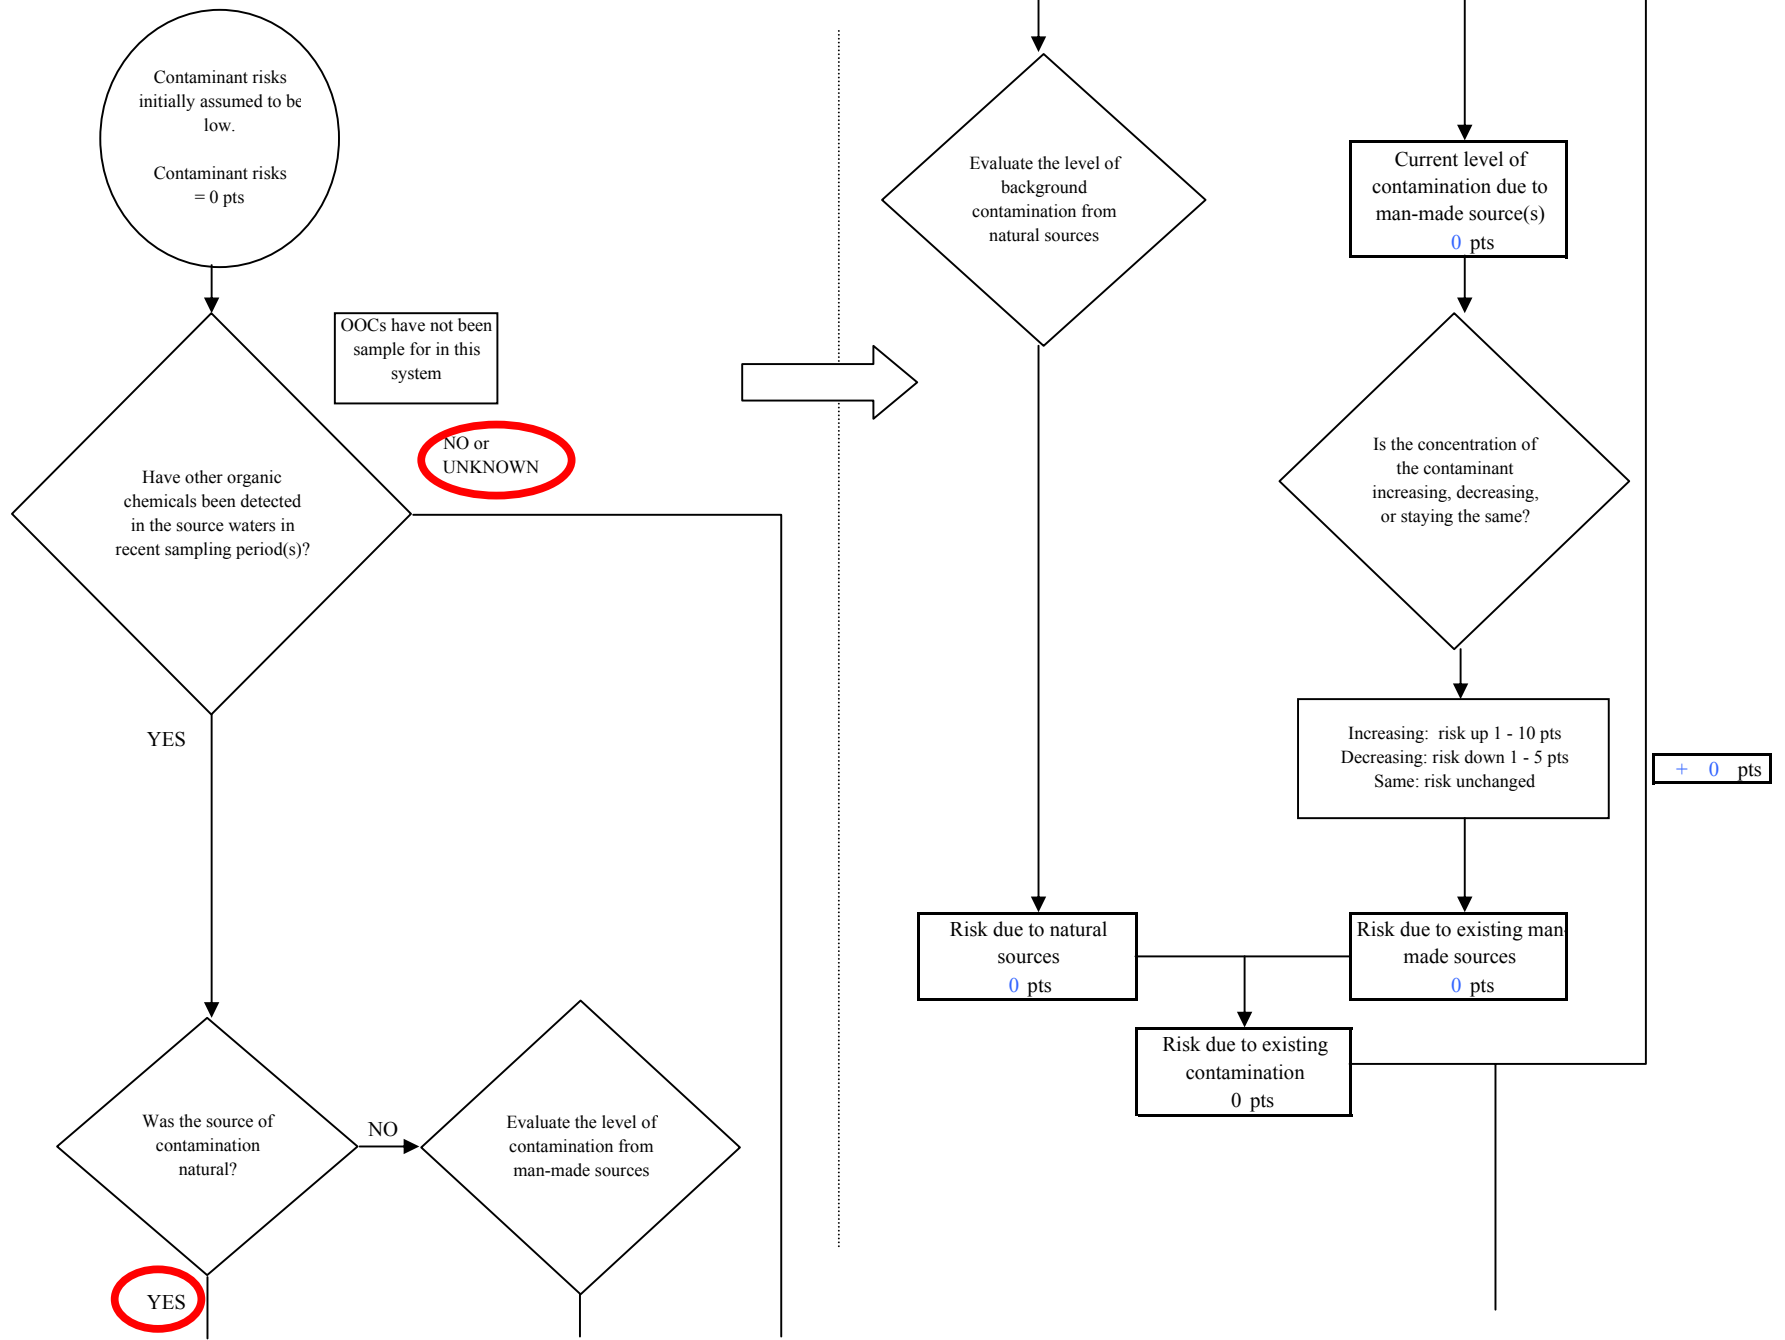 Contaminant risks
initially assumed to be
low.
Contaminant risks
= 0 pts
OOCs have not been
sample for in this
system
NO or
UNKNOWN
Have other organic
chemicals been detected
in the source waters in
recent sampling period(s)?
YES
Was the source of
contamination
natural?
NO
Evaluate the level of
contamination from
man-made sources
YES
Evaluate the level of
background
contamination from
natural sources
Current level of
contamination due to
man-made source(s)
0 pts
Is the concentration of
the contaminant
increasing, decreasing,
or staying the same?
Increasing: risk up 1 - 10 pts
Decreasing: risk down 1 - 5 pts
Same: risk unchanged
+ 0 pts
Risk due to natural
sources
0 pts
Risk due to existing man-
made sources
0 pts
Risk due to existing
contamination
0 pts